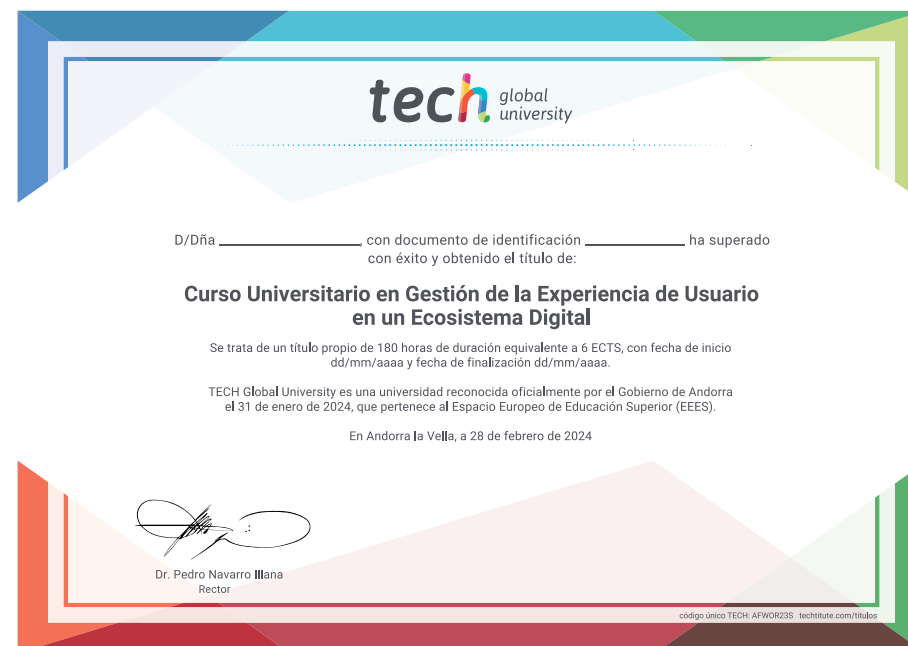 tech global university
D/Dña ____________________, con documento de identificación ______________ ha superado
con éxito y obtenido el título de:
Curso Universitario en Gestión de la Experiencia de Usuario
en un Ecosistema Digital
Se trata de un título propio de 180 horas de duración equivalente a 6 ECTS, con fecha de inicio
dd/mm/aaaa y fecha de finalización dd/mm/aaaa.
TECH Global University es una universidad reconocida oficialmente por el Gobierno de Andorra
el 31 de enero de 2024, que pertenece al Espacio Europeo de Educación Superior (EEES).
En Andorra la Vella, a 28 de febrero de 2024
Dr. Pedro Navarro Illana
Rector
código único TECH: AFWOR23S techtitute.com/titulos